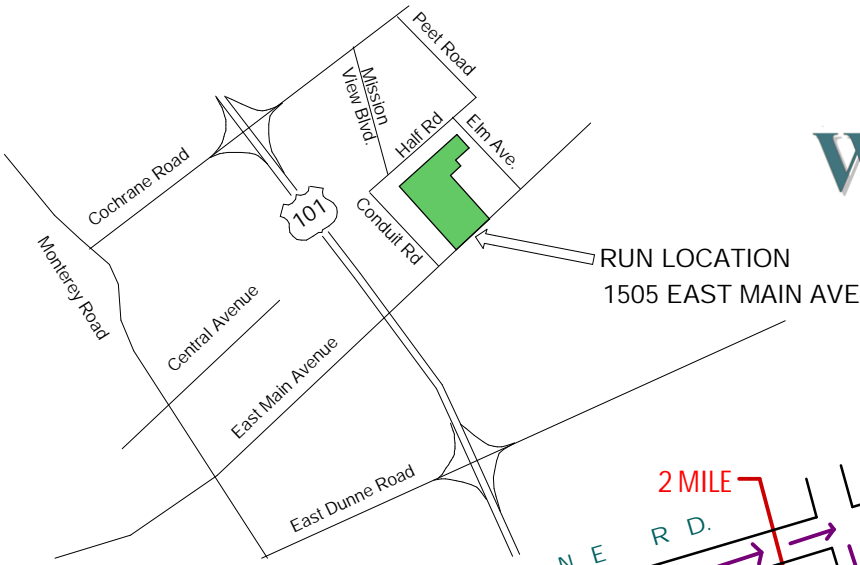 Peet Road
Mission
View Blvd.
Half Rd
Elm Ave.
Cochrane Road
101
Conduit Rd
Monterey Road
RUN LOCATION
1505 EAST MAIN AVE
Central Avenue
East Main Avenue
East Dunne Road
2 MILE
N E R D.